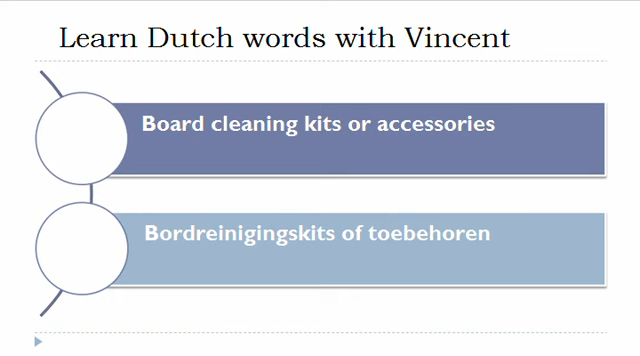 Learn Dutch words with Vincent
Board cleaning kits or accessories
Bordreinigingskits of toebehoren